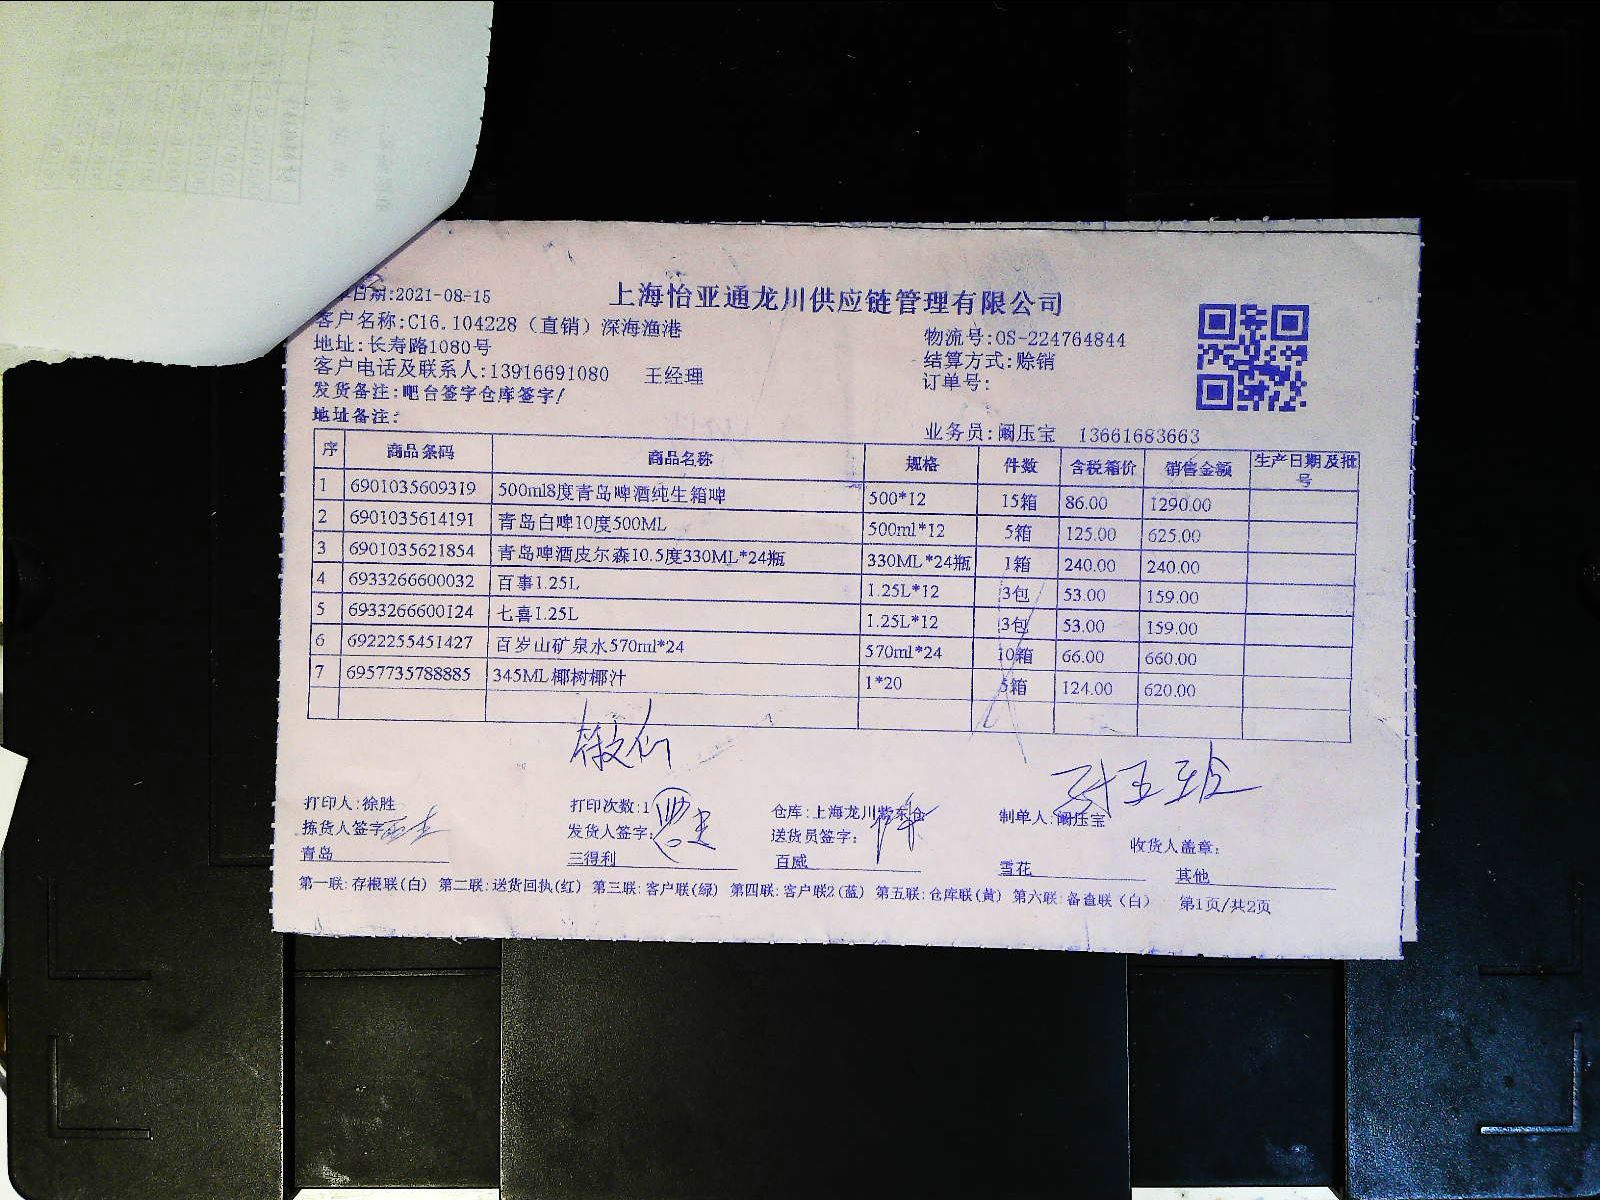 日期:2021-08-15
上海怡亚通龙川供应链管理有限公司
客户名称:C16.104228（直销）深海渔港
物流号:OS-224764844
地址:长寿路1080号
结算方式:赊销
客户电话及联系人:13916691080 王经理
订单号:
发货备注:吧台签字仓库签字/
地址备注:
业务员:阚压宝 13661683663
序 商品条码 商品名称 规格 件数 含税箱价 销售金额 生产日期及批号
1 6901035609319 500ml8度青岛啤酒纯生箱啤 500*12 15箱 86.00 1290.00
2 6901035614191 青岛白啤10度500ML 500ml*12 5箱 125.00 625.00
3 6901035621854 青岛啤酒皮尔森10.5度330ML*24瓶 330ML*24瓶 1箱 240.00 240.00
4 6933266600032 百事1.25L 1.25L*12 3包 53.00 159.00
5 6933266600124 七喜1.25L 1.25L*12 3包 53.00 159.00
6 6922255451427 百岁山矿泉水570ml*24 570ml*24 10箱 66.00 660.00
7 6957735788885 345ML椰树椰汁 1*20 5箱 124.00 620.00
打印人:徐胜 打印次数:1 仓库:上海龙川紫东仓 制单人:阚压宝
拣货人签字 发货人签字: 送货员签字: 收货人盖章:
青岛 三得利 百威 雪花 其他
第一联:存根联(白) 第二联:送货回执(红) 第三联:客户联(绿) 第四联:客户联2(蓝) 第五联:仓库联(黄) 第六联:备查联（白） 第1页/共2页